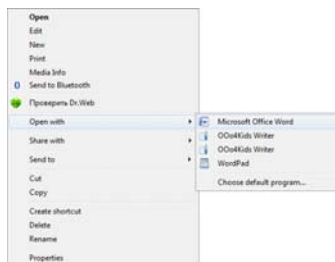 Open
Edit
New
Print
Media Info
Send to Bluetooth
Проверить Dr.Web
Open with
Share with
Send to
Cut
Copy
Create shortcut
Delete
Rename
Properties
Microsoft Office Word
OOo4Kids Writer
OOo4Kids Writer
WordPad
Choose default program...